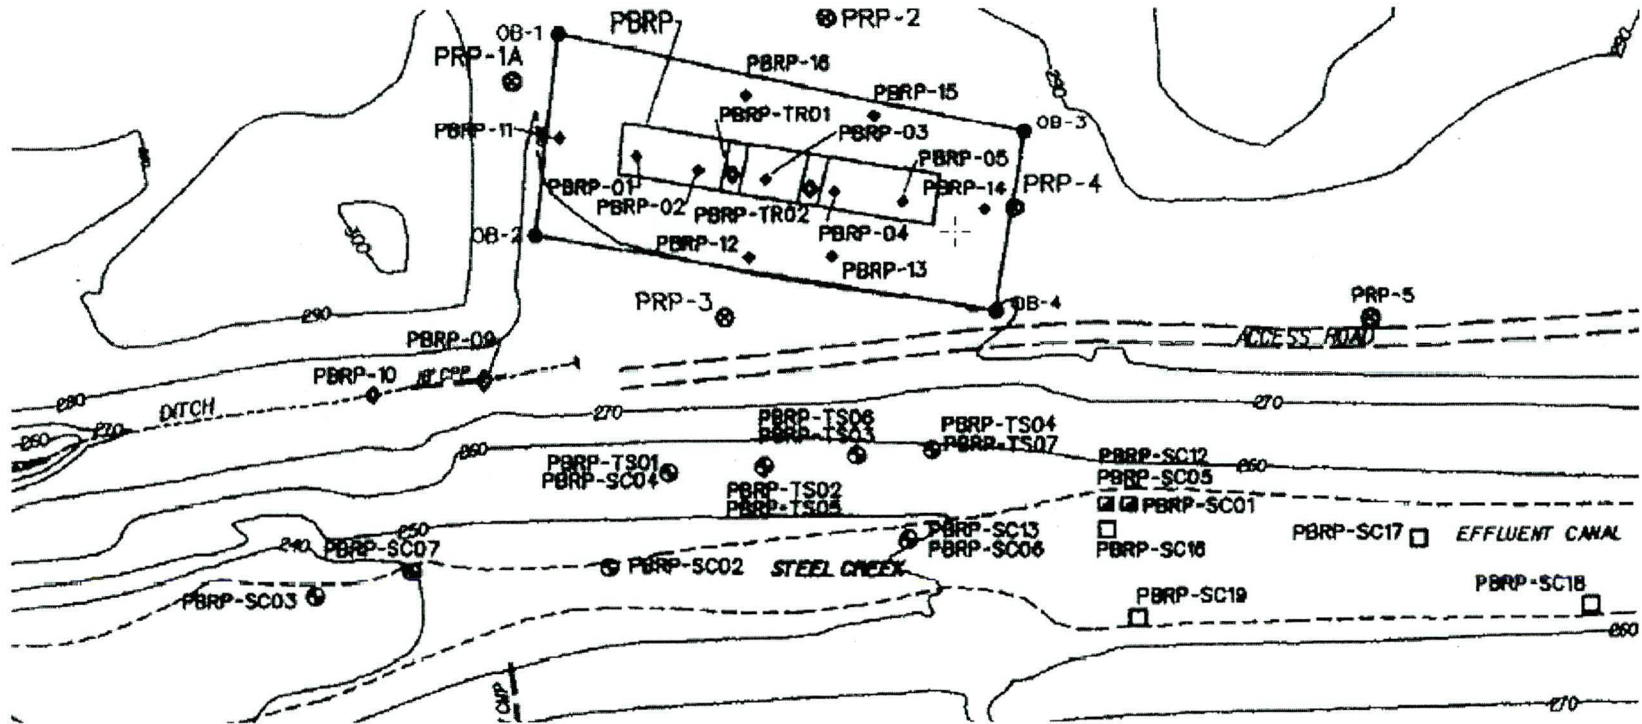 OB-1
PBRP
PRP-2
PRP-1A
290
290
PBRP-16
PBRP-15
PBRP-TR01
PBRP-11
PBRP-03
OB-3
PBRP-05
PBRP-01
PBRP-14
PRP-4
PBRP-02
PBRP-TR02
300
OB-2
PBRP-12
PBRP-04
PBRP-13
PRP-3
OB-4
PRP-5
290
PBRP-09
ACCESS ROAD
PBRP-10
280
DITCH
270
270
270
260
PBRP-TS06
PBRP-TS03
PBRP-TS04
PBRP-TS07
260
PBRP-TS01
PBRP-SC04
PBRP-SC12
PBRP-SC05
260
PBRP-TS02
PBRP-TS05
PBRP-SC01
250
PBRP-SC13
PBRP-SC06
PBRP-SC16
PBRP-SC17
EFFLUENT CANAL
240
PBRP-SC07
PBRP-SC02
STEEL CREEK
PBRP-SC03
PBRP-SC19
PBRP-SC18
260
CMP
270